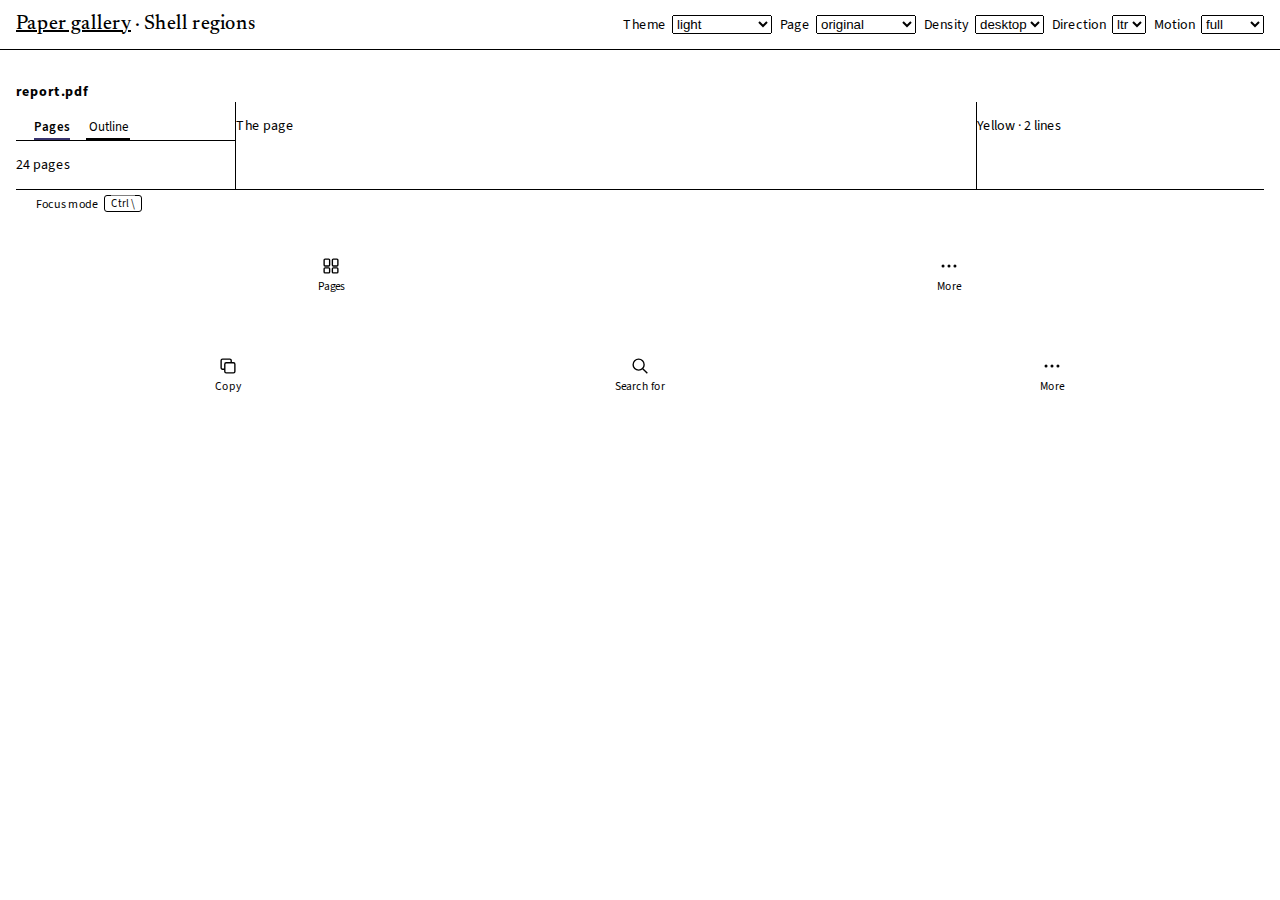 Paper gallery · Shell regions
Theme light Page original Density desktop Direction ltr Motion full
report.pdf
Pages Outline
24 pages
The page
Yellow · 2 lines
Focus mode Ctrl \
Pages More
Copy Search for More